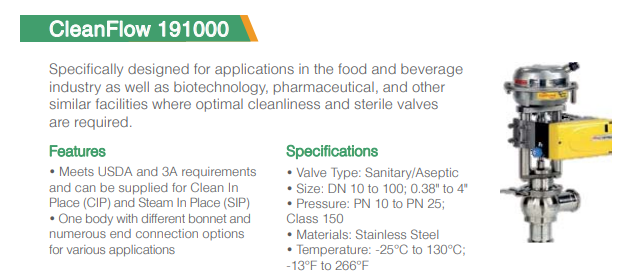 CleanFlow 191000
Specifically designed for applications in the food and beverage
industry as well as biotechnology, pharmaceutical, and other
similar facilities where optimal cleanliness and sterile valves
are required.
Features
• Meets USDA and 3A requirements
and can be supplied for Clean In
Place (CIP) and Steam In Place (SIP)
• One body with different bonnet and
numerous end connection options
for various applications
Specifications
• Valve Type: Sanitary/Aseptic
• Size: DN 10 to 100; 0.38" to 4"
• Pressure: PN 10 to PN 25;
Class 150
• Materials: Stainless Steel
• Temperature: -25°C to 130°C;
-13°F to 266°F